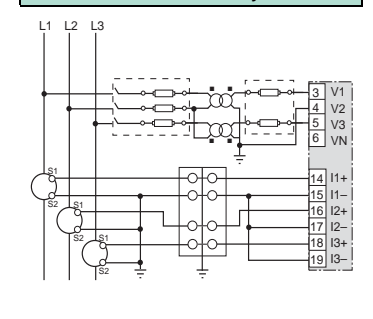 L1 L2 L3
3 V1
4 V2
5 V3
6 VN
S1
14 I1+
S2
15 I1–
S1
16 I2+
S2
17 I2–
S1
18 I3+
S2
19 I3–